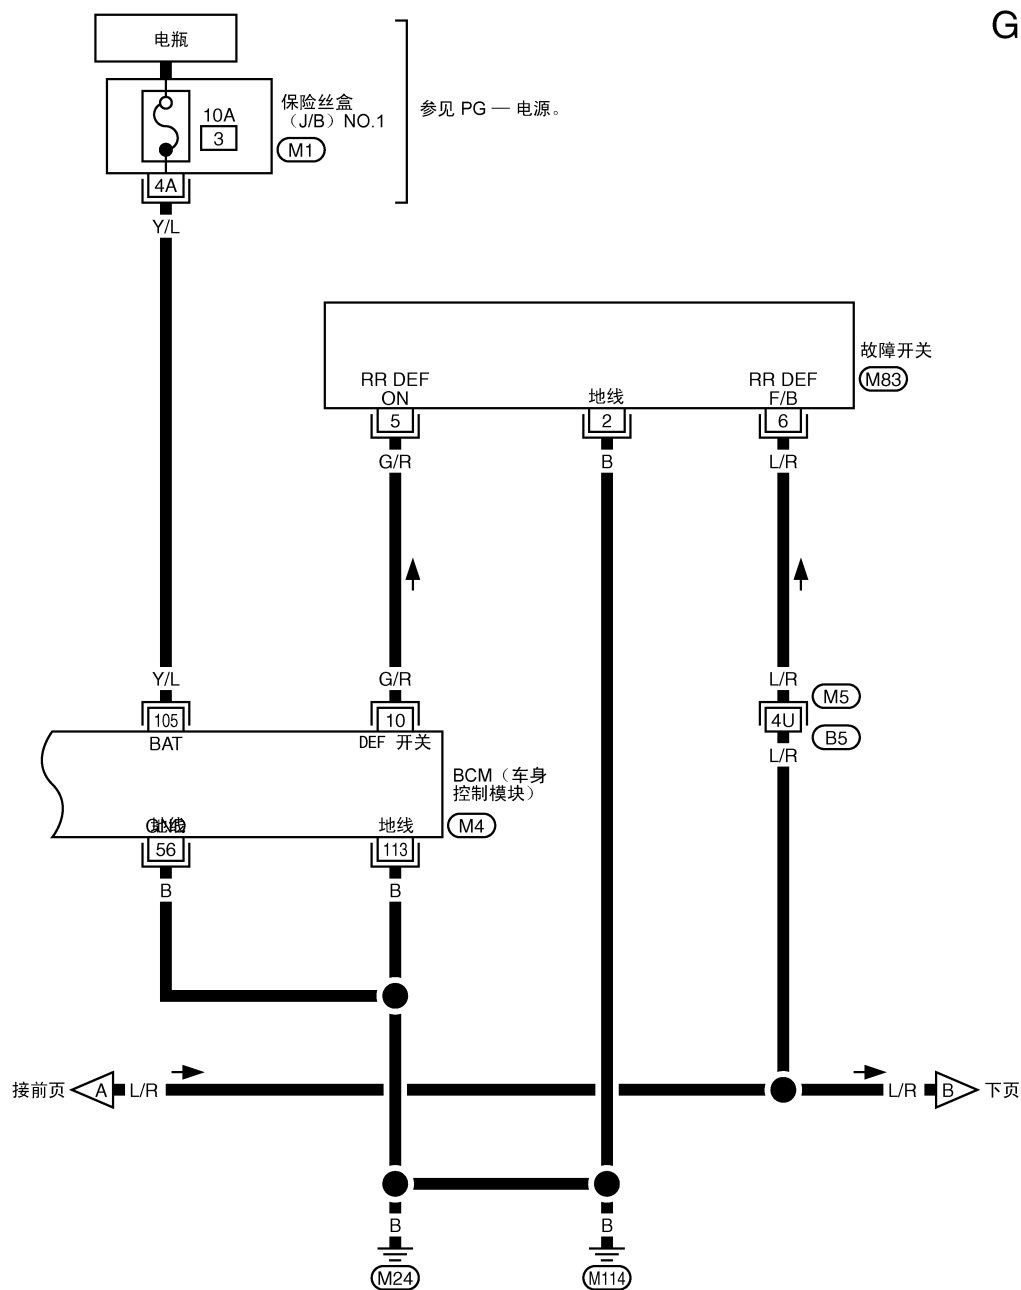 G
电瓶
10A
3
保险丝盒
（J/B）NO.1
M1
参见 PG — 电源。
4A
Y/L
RR DEF
ON
地线
RR DEF
F/B
故障开关
M83
5
2
6
G/R
B
L/R
Y/L
G/R
L/R
M5
105
10
4U
B5
BAT
DEF 开关
L/R
BCM（车身
控制模块）
地线
地线
M4
56
113
B
B
接前页
A
L/R
L/R
B
下页
B
B
M24
M114